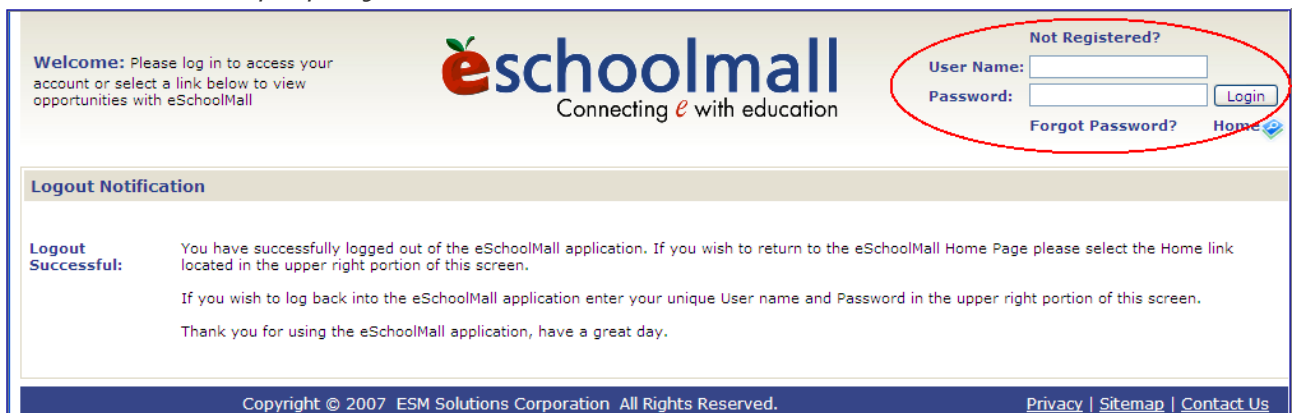 Not Registered?
Welcome: Please log in to access your
account or select a link below to view
opportunities with eSchoolMall
eschoolmall
Connecting e with education
User Name:
Password:
Login
Forgot Password? Home
Logout Notification
Logout
Successful:
You have successfully logged out of the eSchoolMall application. If you wish to return to the eSchoolMall Home Page please select the Home link
located in the upper right portion of this screen.
If you wish to log back into the eSchoolMall application enter your unique User name and Password in the upper right portion of this screen.
Thank you for using the eSchoolMall application, have a great day.
Copyright © 2007 ESM Solutions Corporation All Rights Reserved.
Privacy | Sitemap | Contact Us